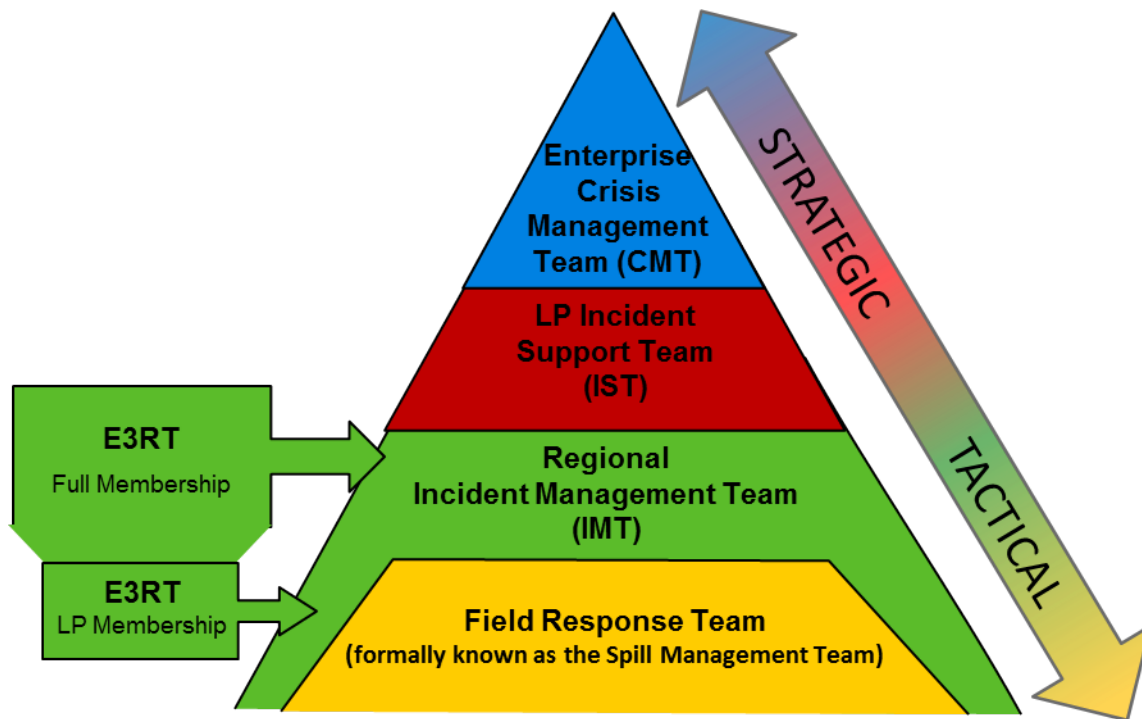 Enterprise
Crisis
Management
Team (CMT)
LP Incident
Support Team
(IST)
Regional
Incident Management Team
(IMT)
Field Response Team
(formally known as the Spill Management Team)
E3RT
Full Membership
E3RT
LP Membership
STRATEGIC
TACTICAL